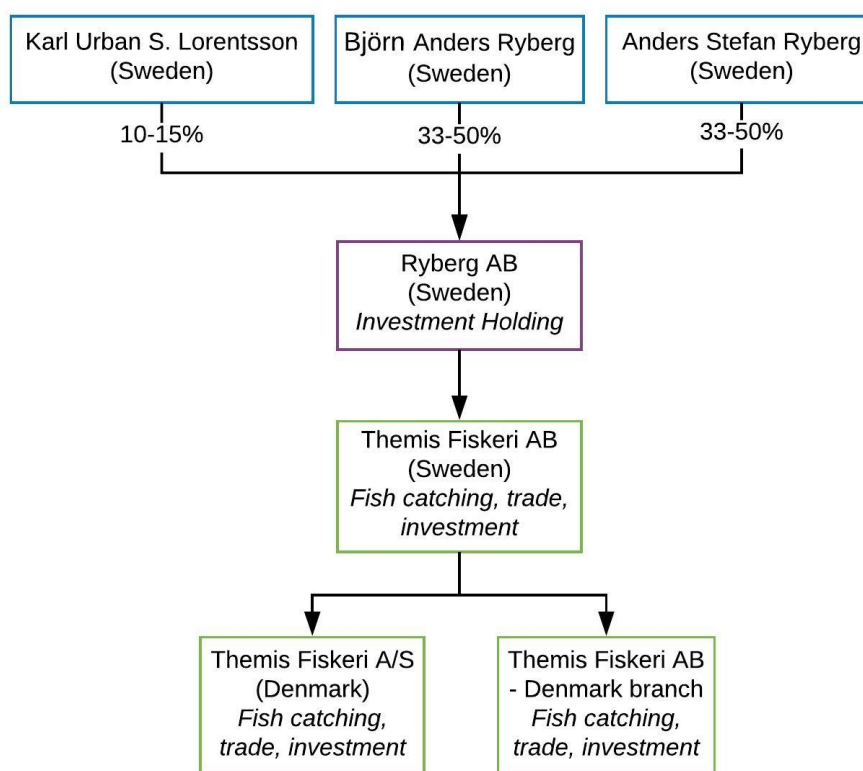 Karl Urban S. Lorentsson
(Sweden)
Björn Anders Ryberg
(Sweden)
Anders Stefan Ryberg
(Sweden)
10-15%
33-50%
33-50%
Ryberg AB
(Sweden)
Investment Holding
Themis Fiskeri AB
(Sweden)
Fish catching, trade,
investment
Themis Fiskeri A/S
(Denmark)
Fish catching,
trade, investment
Themis Fiskeri AB
- Denmark branch
Fish catching,
trade, investment